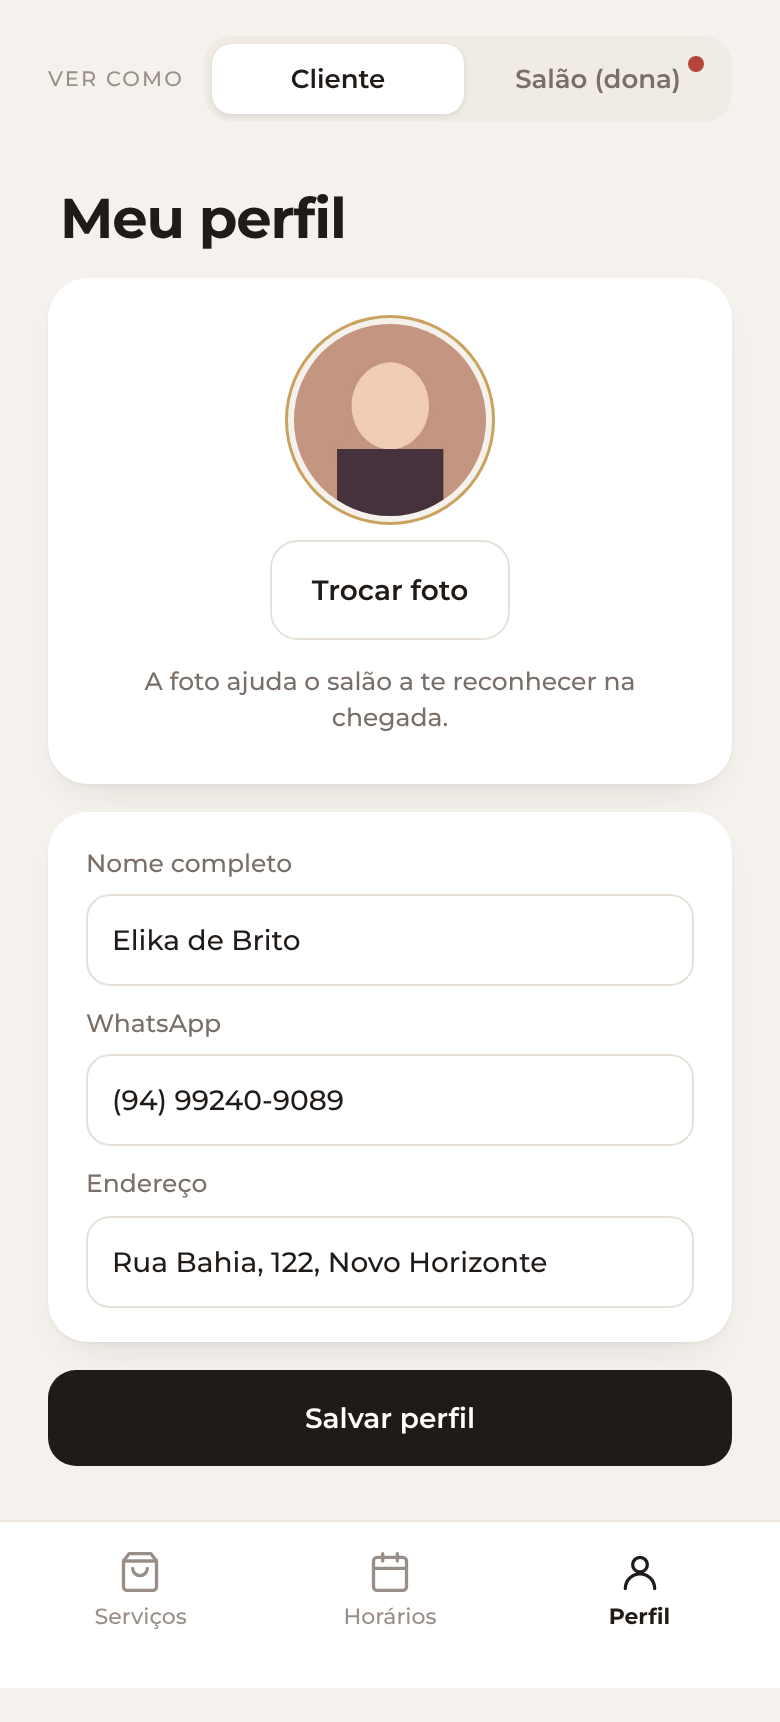 VER COMO
Cliente
Salão (dona)
Meu perfil
Trocar foto
A foto ajuda o salão a te reconhecer na
chegada.
Nome completo
Elika de Brito
WhatsApp
(94) 99240-9089
Endereço
Rua Bahia, 122, Novo Horizonte
Salvar perfil
Serviços
Horários
Perfil